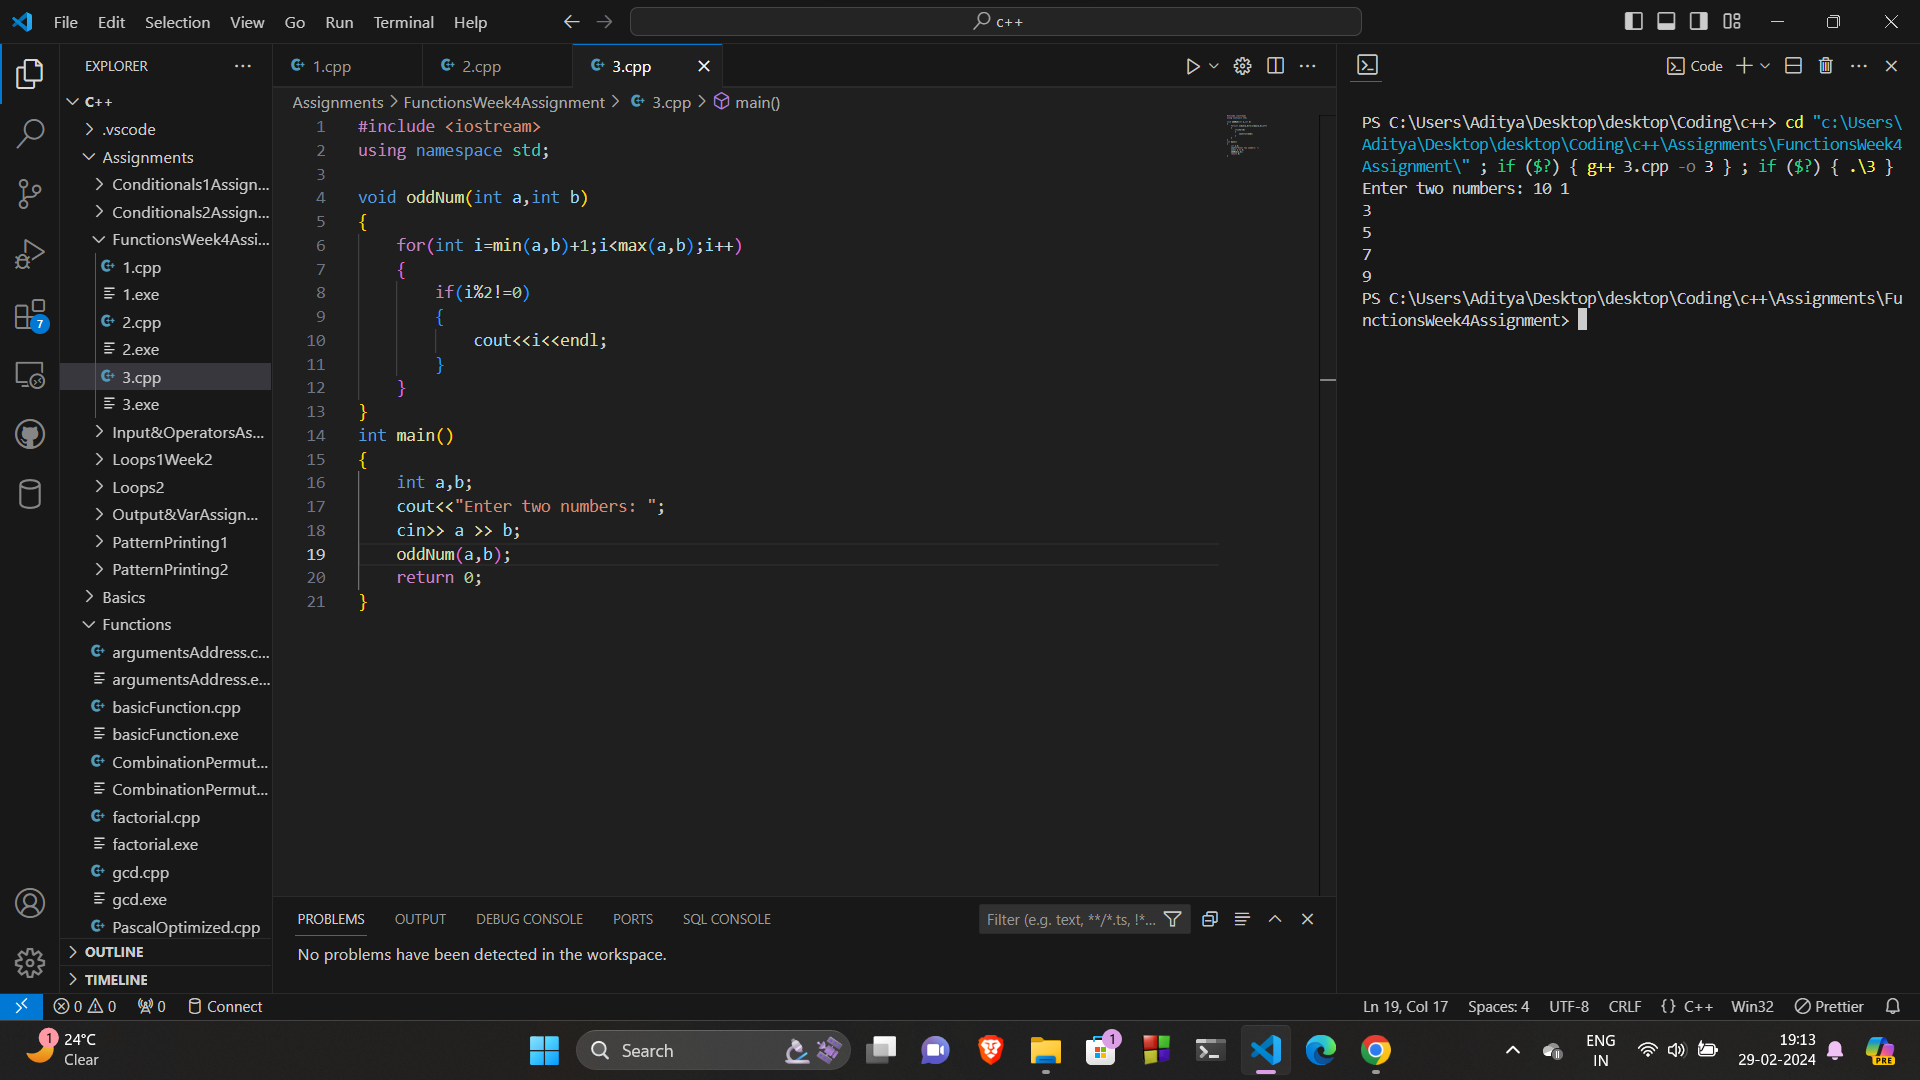 File Edit Selection View Go Run Terminal Help
c++
EXPLORER
C++
.vscode
Assignments
Conditionals1Assign...
Conditionals2Assign...
FunctionsWeek4Assi...
1.cpp
1.exe
2.cpp
2.exe
3.cpp
3.exe
Input&OperatorsAs...
Loops1Week2
Loops2
Output&VarAssign...
PatternPrinting1
PatternPrinting2
Basics
Functions
argumentsAddress.c...
argumentsAddress.e...
basicFunction.cpp
basicFunction.exe
CombinationPermut...
CombinationPermut...
factorial.cpp
factorial.exe
gcd.cpp
gcd.exe
PascalOptimized.cpp
OUTLINE
TIMELINE
7
1.cpp 2.cpp 3.cpp
Assignments > FunctionsWeek4Assignment > 3.cpp > main()
1 #include <iostream>
2 using namespace std;
3
4 void oddNum(int a,int b)
5 {
6 for(int i=min(a,b)+1;i<max(a,b);i++)
7 {
8 if(i%2!=0)
9 {
10 cout<<i<<endl;
11 }
12 }
13 }
14 int main()
15 {
16 int a,b;
17 cout<<"Enter two numbers: ";
18 cin>> a >> b;
19 oddNum(a,b);
20 return 0;
21 }
PROBLEMS OUTPUT DEBUG CONSOLE PORTS SQL CONSOLE
Filter (e.g. text, **/*.ts, !*...
No problems have been detected in the workspace.
Code
PS C:\Users\Aditya\Desktop\desktop\Coding\c++> cd "c:\Users\
Aditya\Desktop\desktop\Coding\c++\Assignments\FunctionsWeek4
Assignment\" ; if ($?) { g++ 3.cpp -o 3 } ; if ($?) { .\3 }
Enter two numbers: 10 1
3
5
7
9
PS C:\Users\Aditya\Desktop\desktop\Coding\c++\Assignments\Fu
nctionsWeek4Assignment>
0 0 0 Connect
Ln 19, Col 17 Spaces: 4 UTF-8 CRLF {} C++ Win32 Prettier
1
24°C
Clear
Search
1
ENG
IN
19:13
29-02-2024
PRE